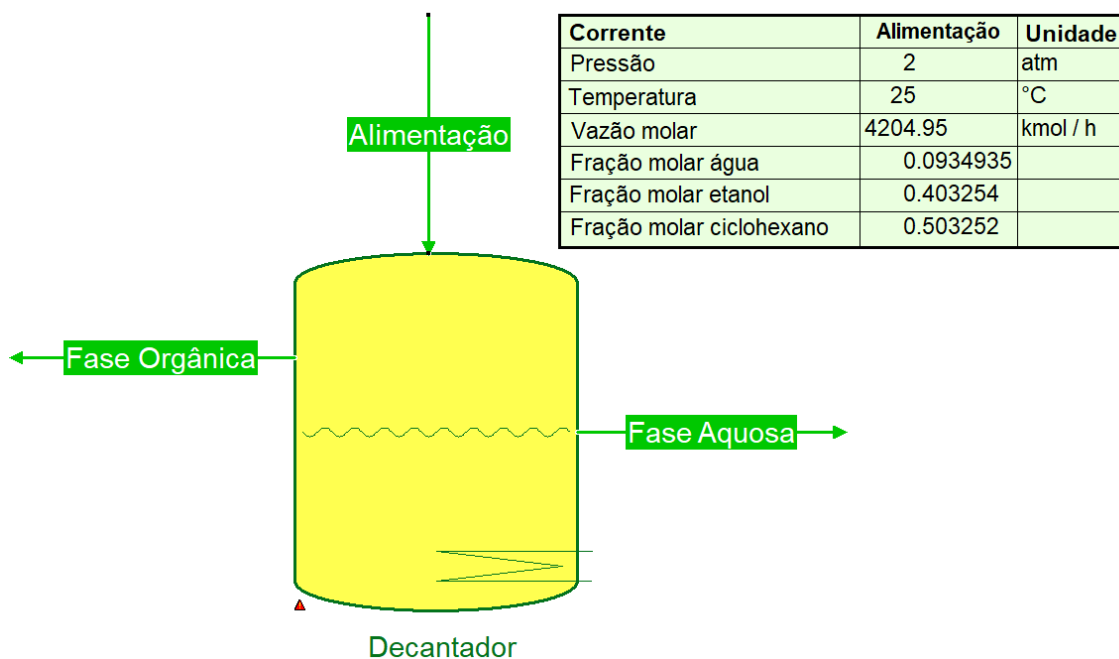 Corrente Alimentação Unidade
Pressão 2 atm
Temperatura 25 °C
Vazão molar 4204.95 kmol / h
Fração molar água 0.0934935
Fração molar etanol 0.403254
Fração molar ciclohexano 0.503252
Alimentação
Fase Orgânica
Fase Aquosa
Decantador